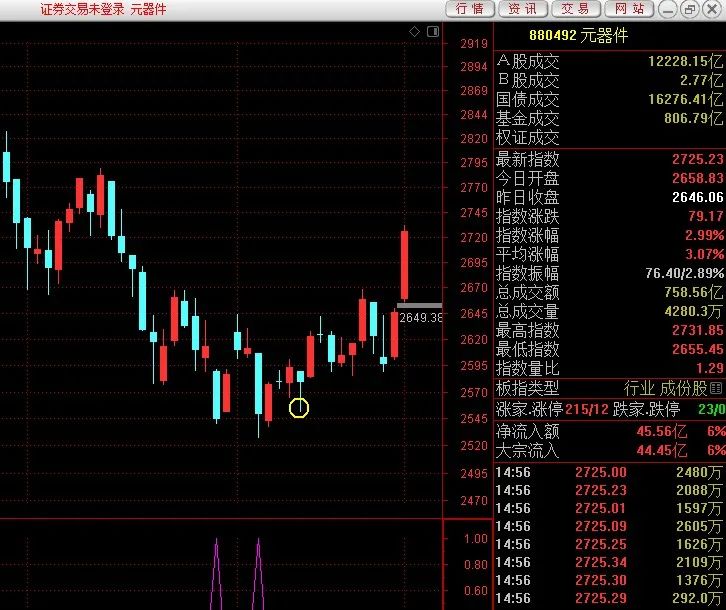 证券交易未登录 元器件 行情 资讯 交易 网站
880492 元器件
A股成交 12228.15亿
B股成交 2.77亿
国债成交 16276.41亿
基金成交 806.79亿
权证成交
最新指数 2725.23
今日开盘 2658.83
昨日收盘 2646.06
指数涨跌 79.17
指数涨幅 2.99%
平均涨幅 3.07%
指数振幅 76.40/2.89%
总成交额 758.56亿
总成交量 4280.3万
最高指数 2731.85
最低指数 2655.45
指数量比 1.29
板指类型 行业 成份股
涨家.涨停 215/12 跌家.跌停 23/0
净流入额 45.56亿 6%
大宗流入 44.45亿 6%
14:56 2725.00 2480万
14:56 2725.23 2088万
14:56 2725.01 1597万
14:56 2725.09 2605万
14:56 2725.25 1626万
14:56 2725.34 2109万
14:56 2725.30 1376万
14:56 2725.29 292.0万
2919
2894
2869
2844
2820
2795
2770
2745
2720
2695
2670
2645
2620
2595
2570
2545
2520
2495
2470
2649.38
1.00
0.80
0.60